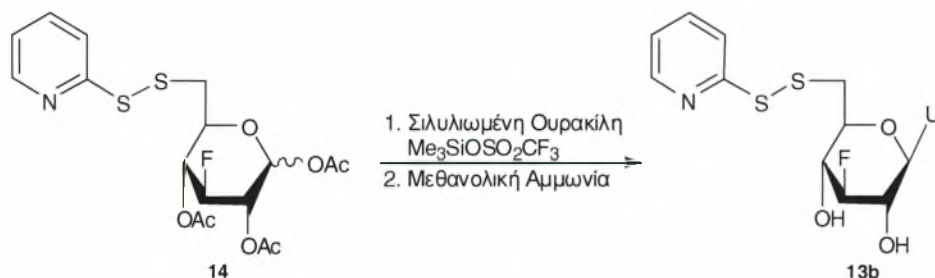 N
S
S
O
F
OAc
OAc
OAc
14
1. Σιλυλιωμένη Ουρακίλη
Me3SiOSO2CF3
2. Μεθανολική Αμμωνία
N
S
S
O
U
F
OH
OH
13b